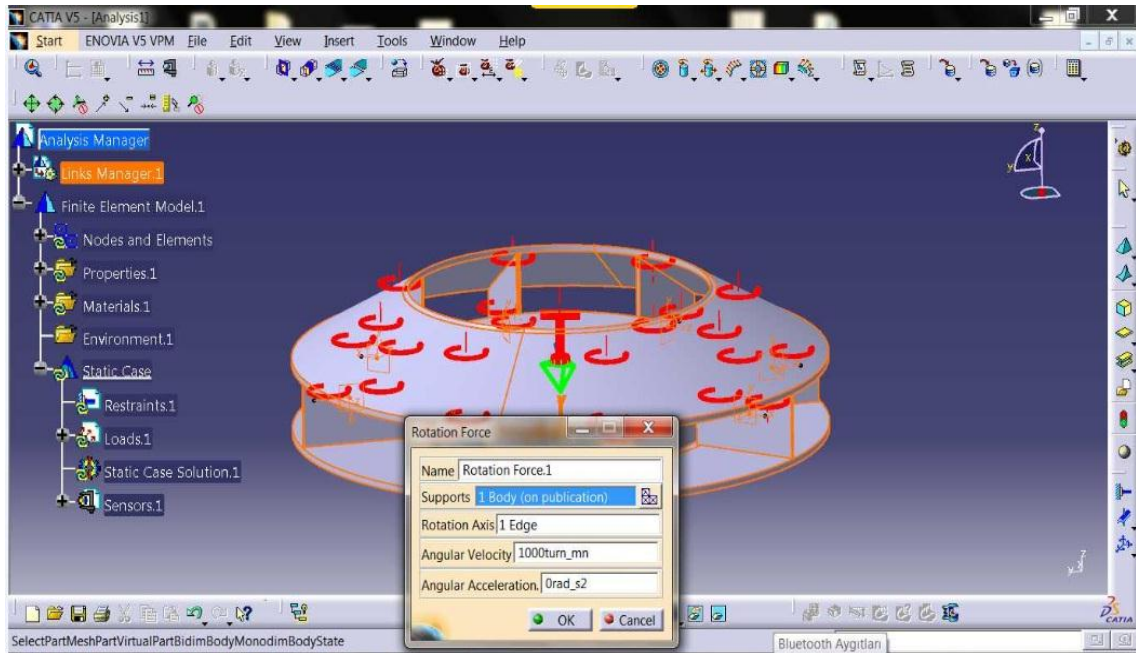 CATIA V5 - [Analysis1]
Start ENOVIA V5 VPM File Edit View Insert Tools Window Help
Analysis Manager
Links Manager.1
Finite Element Model.1
Nodes and Elements
Properties.1
Materials.1
Environment.1
Static Case
Restraints.1
Loads.1
Static Case Solution.1
Sensors.1
z
x
y
Rotation Force
Name Rotation Force.1
Supports 1 Body (on publication)
Rotation Axis 1 Edge
Angular Velocity 1000turn_mn
Angular Acceleration. 0rad_s2
OK Cancel
z
y x
CATIA
SelectPartMeshPartVirtualPartBidimBodyMonodimBodyState
Bluetooth Aygıtları